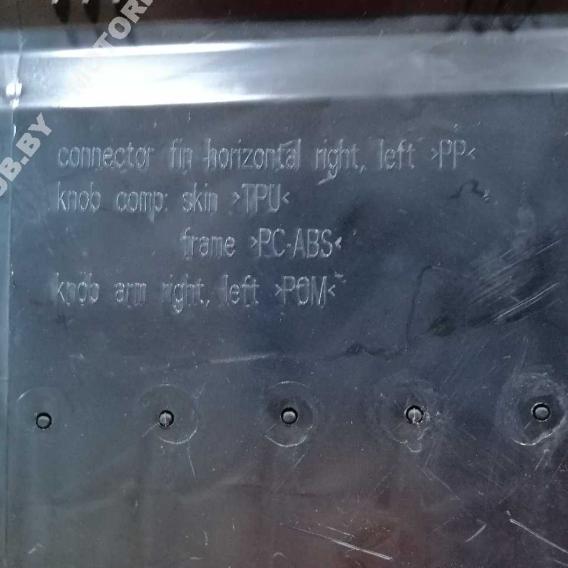 connector fin horizontal right, left >PP<
knob comp: skin >TPU<
frame >PC-ABS<
knob arm right, left >POM<